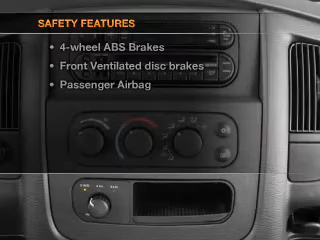 SAFETY FEATURES
• 4-wheel ABS Brakes
• Front Ventilated disc brakes
• Passenger Airbag